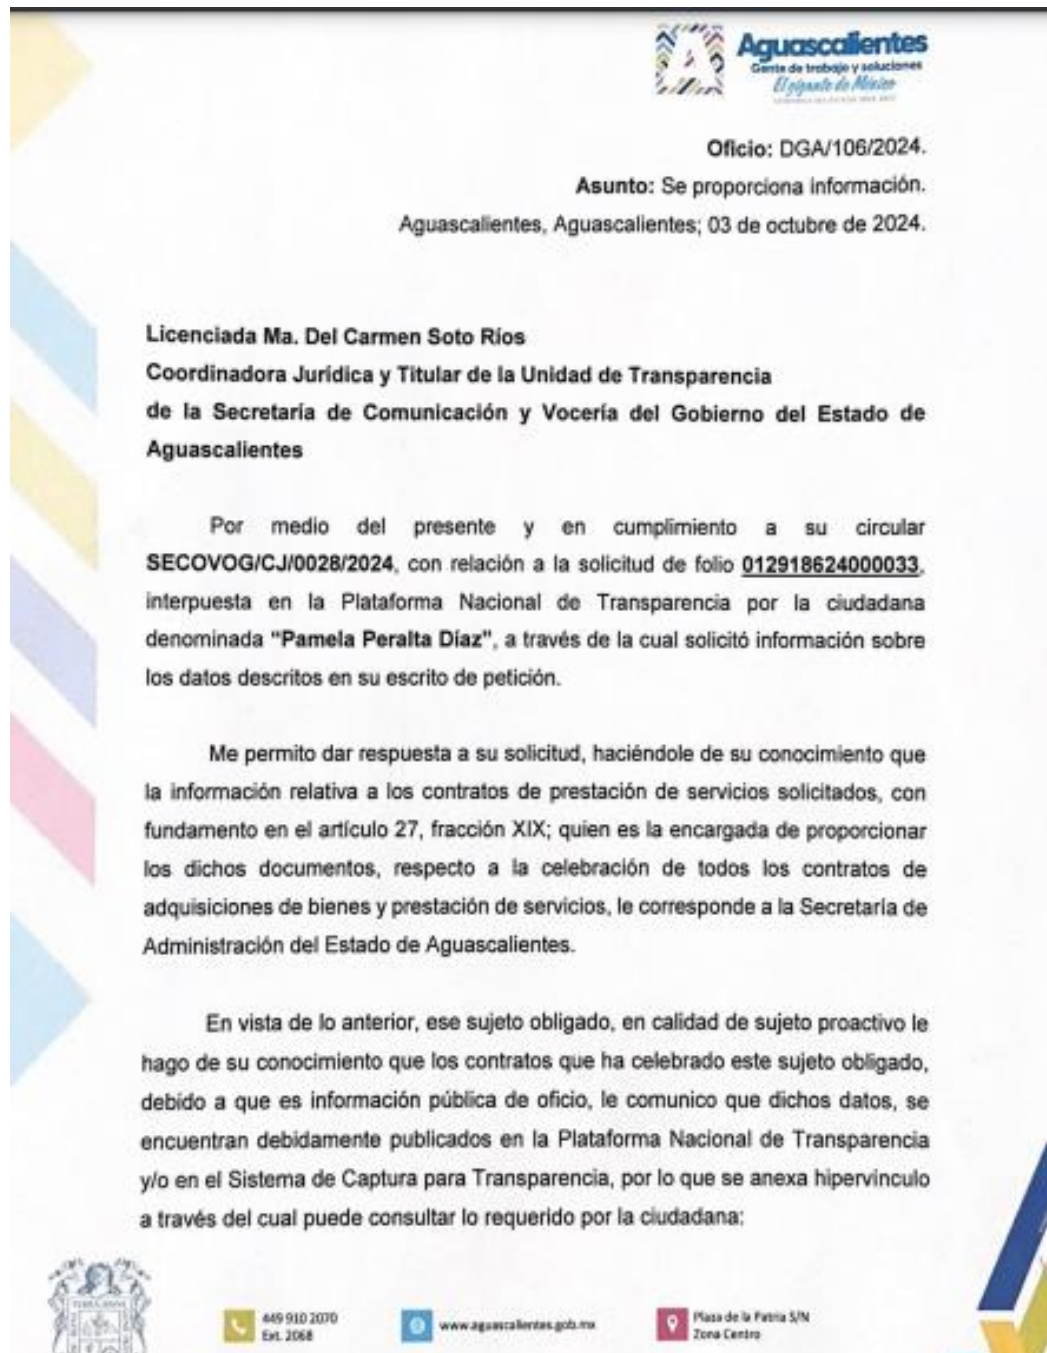 Aguascalientes
Gente de trabajo y soluciones
El gigante de México
Oficio: DGA/106/2024.
Asunto: Se proporciona información.
Aguascalientes, Aguascalientes; 03 de octubre de 2024.
Licenciada Ma. Del Carmen Soto Ríos
Coordinadora Jurídica y Titular de la Unidad de Transparencia
de la Secretaría de Comunicación y Vocería del Gobierno del Estado de
Aguascalientes
Por medio del presente y en cumplimiento a su circular
SECOVOG/CJ/0028/2024, con relación a la solicitud de folio 012918624000033,
interpuesta en la Plataforma Nacional de Transparencia por la ciudadana
denominada “Pamela Peralta Díaz”, a través de la cual solicitó información sobre
los datos descritos en su escrito de petición.
Me permito dar respuesta a su solicitud, haciéndole de su conocimiento que
la información relativa a los contratos de prestación de servicios solicitados, con
fundamento en el artículo 27, fracción XIX; quien es la encargada de proporcionar
los dichos documentos, respecto a la celebración de todos los contratos de
adquisiciones de bienes y prestación de servicios, le corresponde a la Secretaría de
Administración del Estado de Aguascalientes.
En vista de lo anterior, ese sujeto obligado, en calidad de sujeto proactivo le
hago de su conocimiento que los contratos que ha celebrado este sujeto obligado,
debido a que es información pública de oficio, le comunico que dichos datos, se
encuentran debidamente publicados en la Plataforma Nacional de Transparencia
y/o en el Sistema de Captura para Transparencia, por lo que se anexa hipervínculo
a través del cual puede consultar lo requerido por la ciudadana:
449 910 2070
Ext. 2068
www.aguascalientes.gob.mx
Plaza de la Patria S/N
Zona Centro